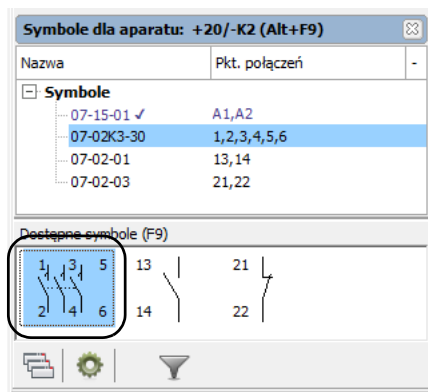 Symbole dla aparatu: +20/-K2 (Alt+F9)
Nazwa Pkt. połączeń -
Symbole
07-15-01 ✓ A1,A2
07-02K3-30 1,2,3,4,5,6
07-02-01 13,14
07-02-03 21,22
Dostępne symbole (F9)
1 3 5 13 21
2 4 6 14 22